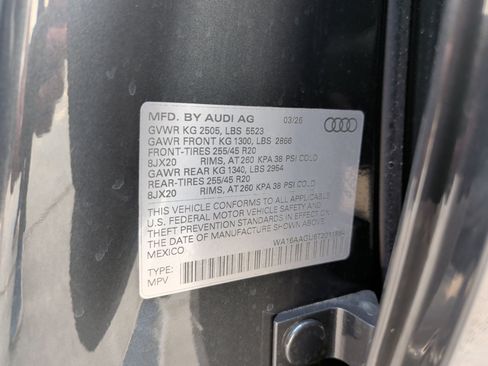 MFD. BY AUDI AG 03/26
GVWR KG 2505, LBS 5523
GAWR FRONT KG 1300, LBS 2866
FRONT-TIRES 255/45 R20
8JX20 RIMS, AT 260 KPA 38 PSI COLD
GAWR REAR KG 1340, LBS 2954
REAR-TIRES 255/45 R20
8JX20 RIMS, AT 260 KPA 38 PSI COLD
THIS VEHICLE CONFORMS TO ALL APPLICABLE
U.S. FEDERAL MOTOR VEHICLE SAFETY, BUMPER, AND
THEFT PREVENTION STANDARDS IN EFFECT ON
THE DATE OF MANUFACTURE SHOWN ABOVE.
MEXICO
TYPE:
MPV